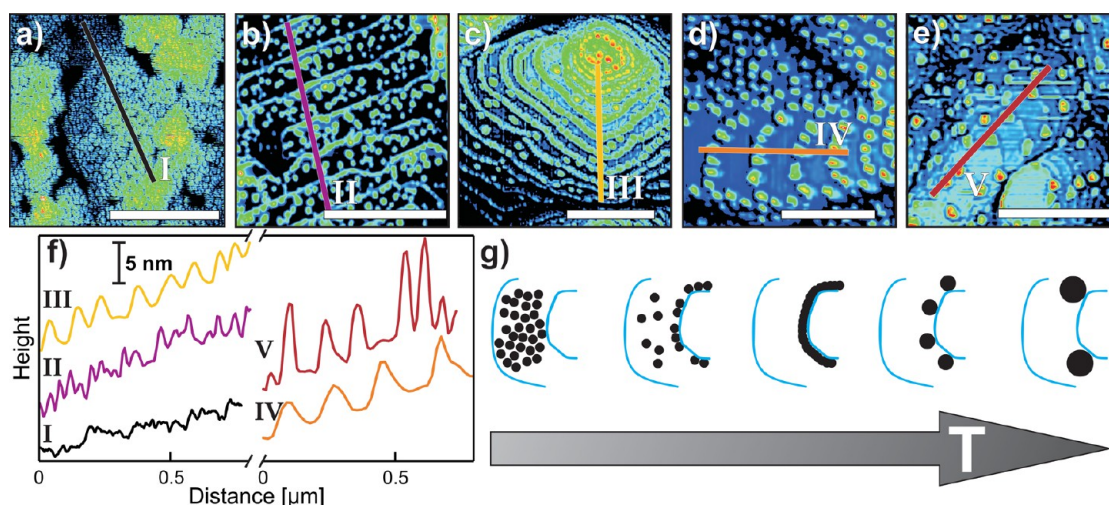 a) b) c) d) e)
I II III IV V
f) 5 nm g)
III
II
I
V
IV
Height
0 0.5 0 0.5
Distance [µm]
T